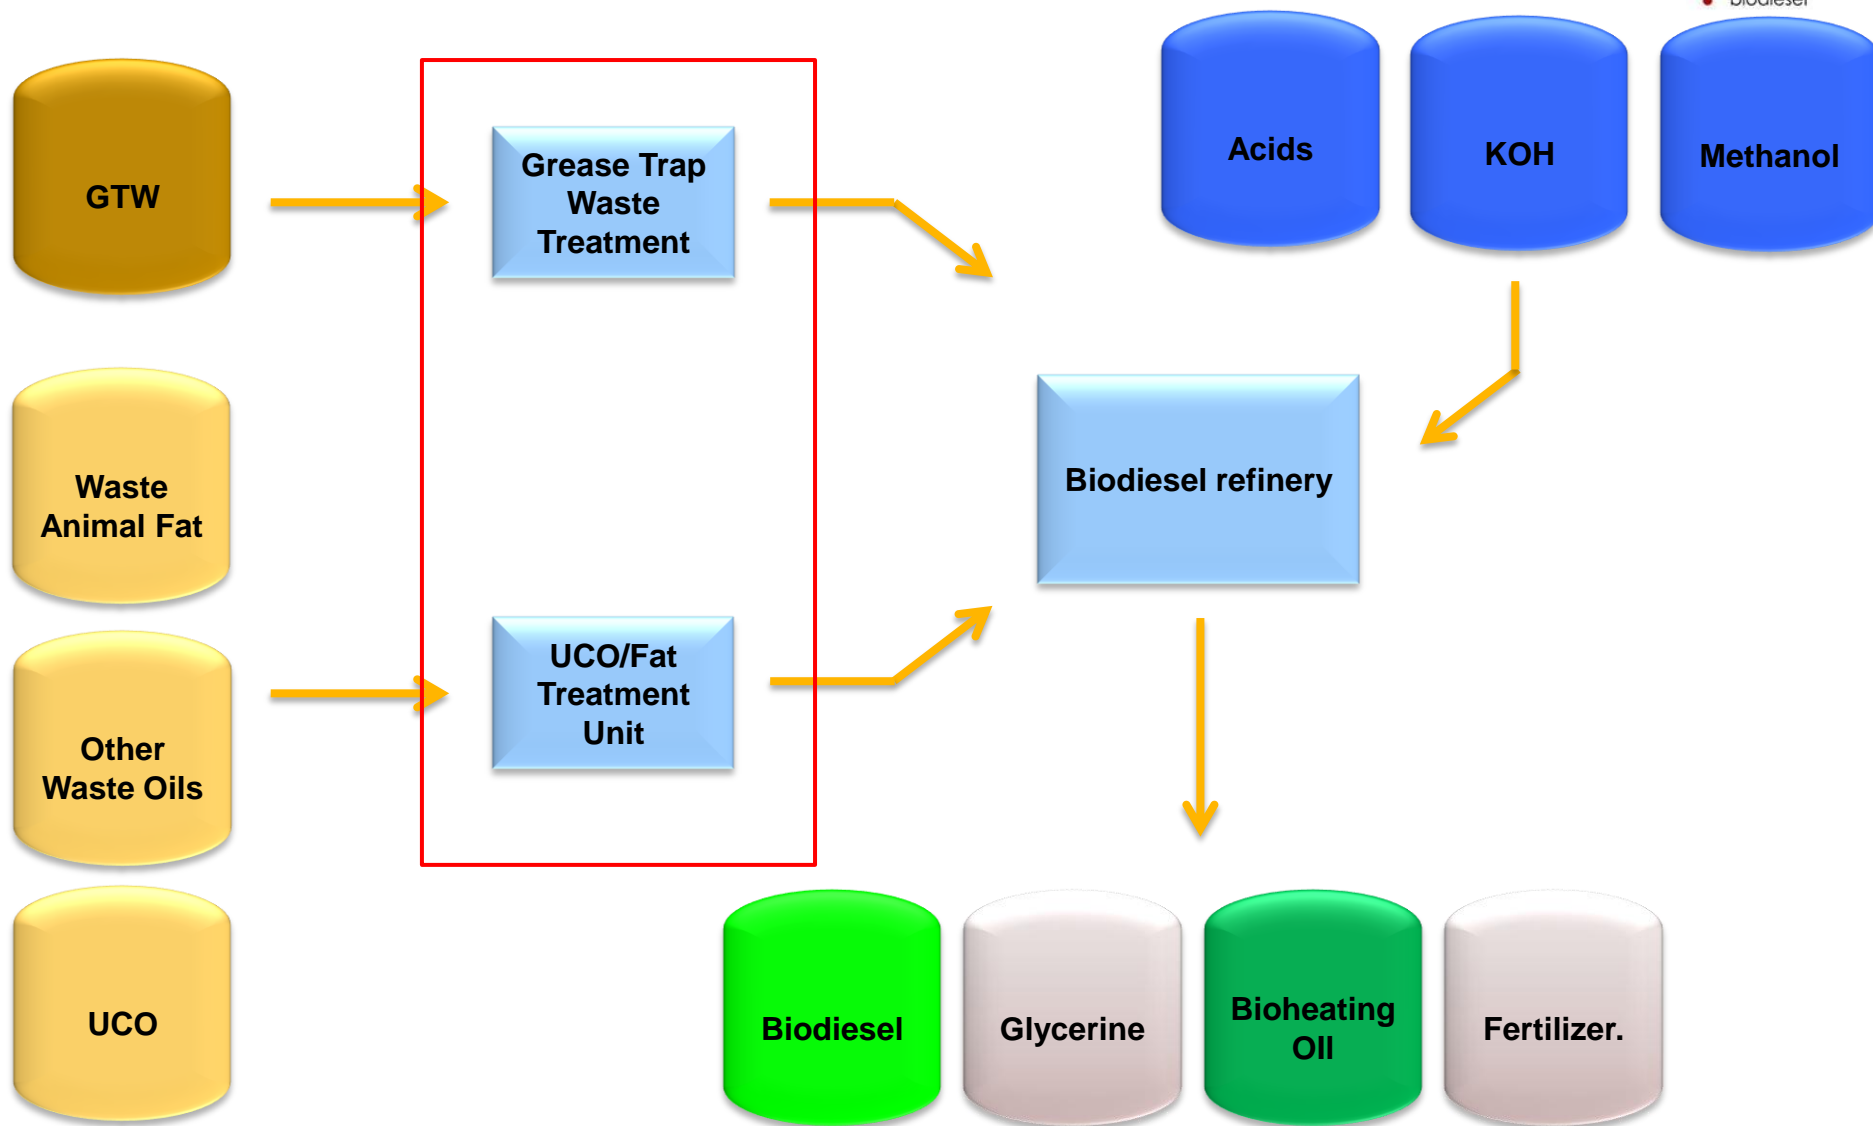 biodiesel
GTW
Grease Trap
Waste
Treatment
Acids
KOH
Methanol
Waste
Animal Fat
Biodiesel refinery
Other
Waste Oils
UCO/Fat
Treatment
Unit
UCO
Biodiesel
Glycerine
Bioheating
OIl
Fertilizer.